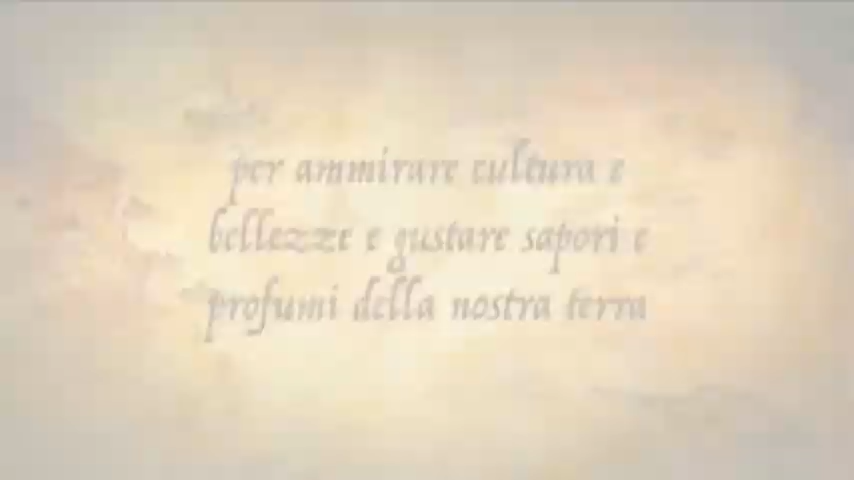 per ammirare cultura e
bellezze e gustare sapori e
profumi della nostra terra